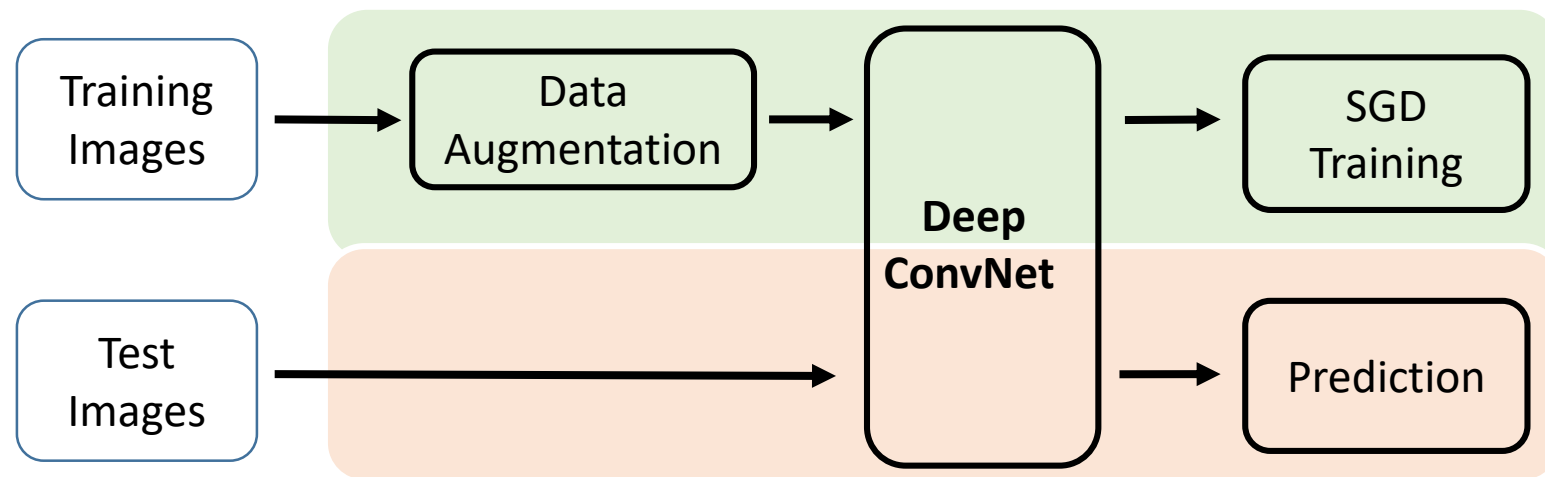 Training
Images
Data
Augmentation
Deep
ConvNet
SGD
Training
Test
Images
Prediction